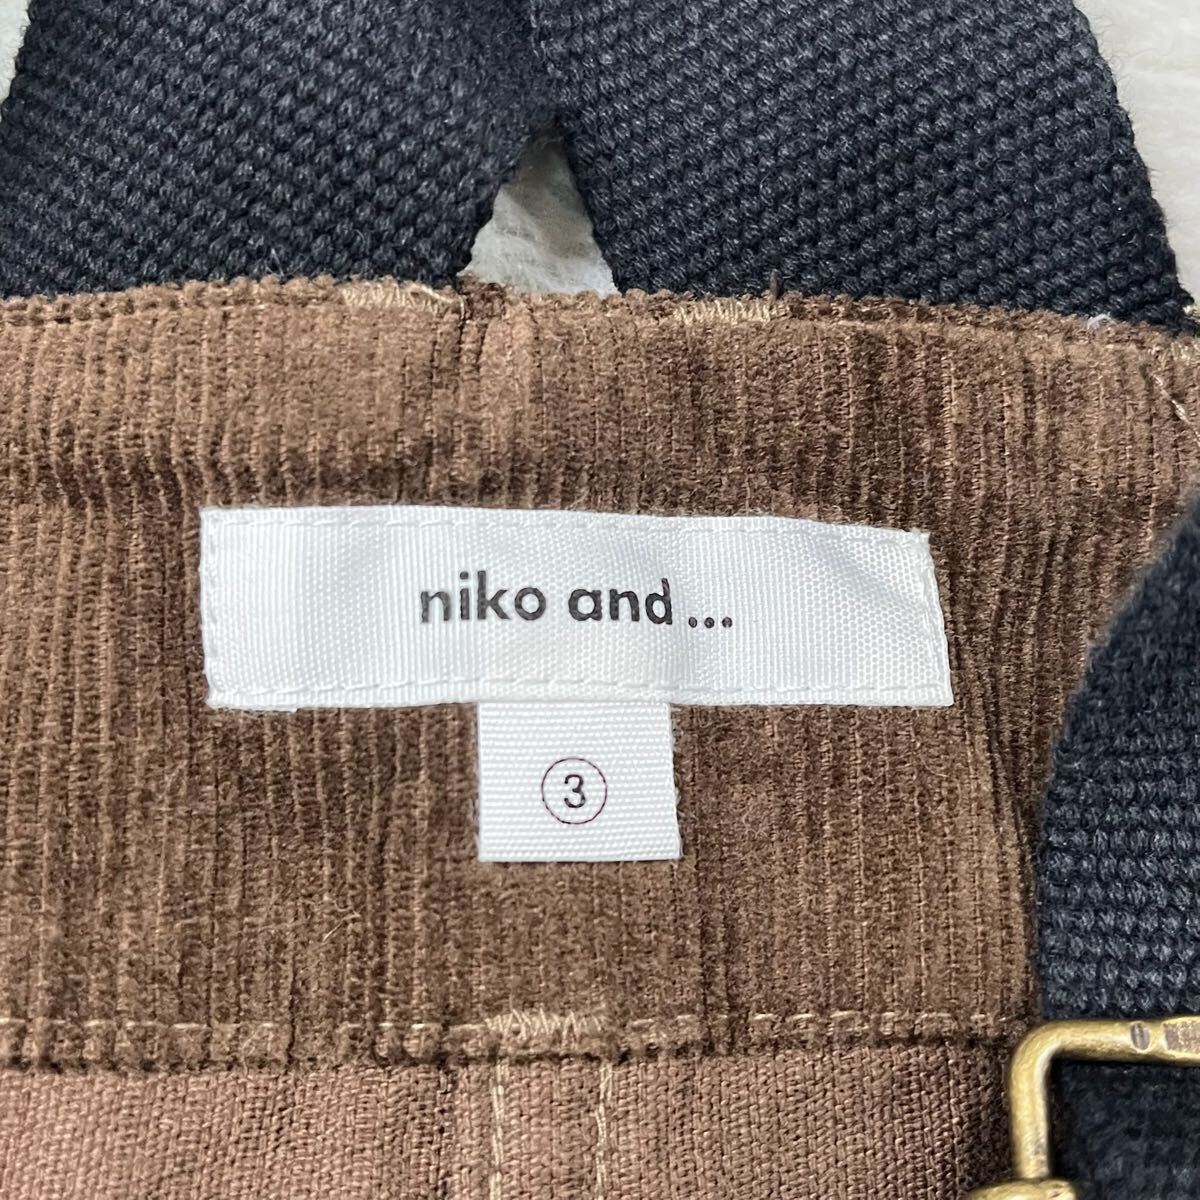 niko and ...
3